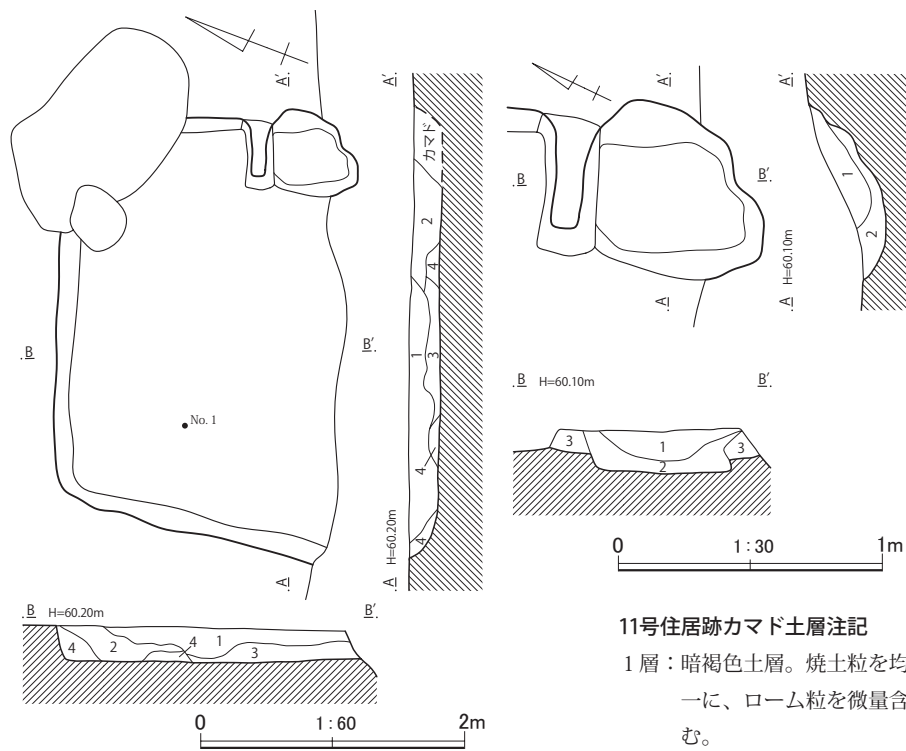 A′
A′
カマド
2
4
1
3
4
4
H=60.20m
A
B
B′
No. 1
A
B H=60.20m B′
4 2 4 1 3
0 1:60 2m
A′
A′
B
B′
1
2
H=60.10m
A
A
B H=60.10m B′
3 1 3
2
0 1:30 1m
11号住居跡カマド土層注記
1層：暗褐色土層。焼土粒を均
一に、ローム粒を微量含
む。